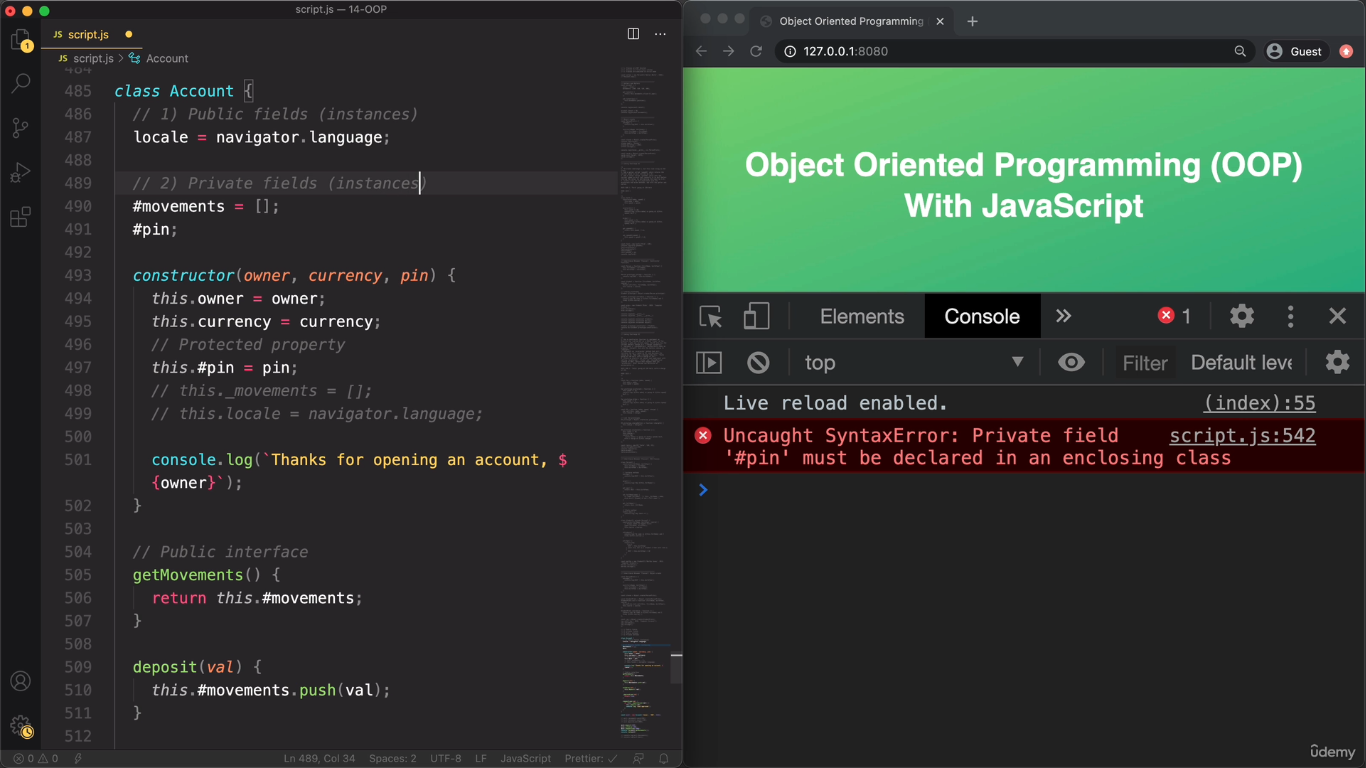 script.js — 14-OOP
JS script.js
JS script.js > Account
1
484
485 class Account {
486 // 1) Public fields (instances)
487 locale = navigator.language;
488
489 // 2) Private fields (instances)
490 #movements = [];
491 #pin;
492
493 constructor(owner, currency, pin) {
494 this.owner = owner;
495 this.currency = currency;
496 // Protected property
497 this.#pin = pin;
498 // this._movements = [];
499 // this.locale = navigator.language;
500
501 console.log(`Thanks for opening an account, $
{owner}`);
502 }
503
504 // Public interface
505 getMovements() {
506 return this.#movements;
507 }
508
509 deposit(val) {
510 this.#movements.push(val);
511 }
512
0 0 Ln 489, Col 34 Spaces: 2 UTF-8 LF JavaScript Prettier: ✓
Object Oriented Programming
127.0.0.1:8080 Guest
Object Oriented Programming (OOP)
With JavaScript
Elements Console » 1
top Filter Default leve
Live reload enabled. (index):55
Uncaught SyntaxError: Private field script.js:542
'#pin' must be declared in an enclosing class
ûdemy